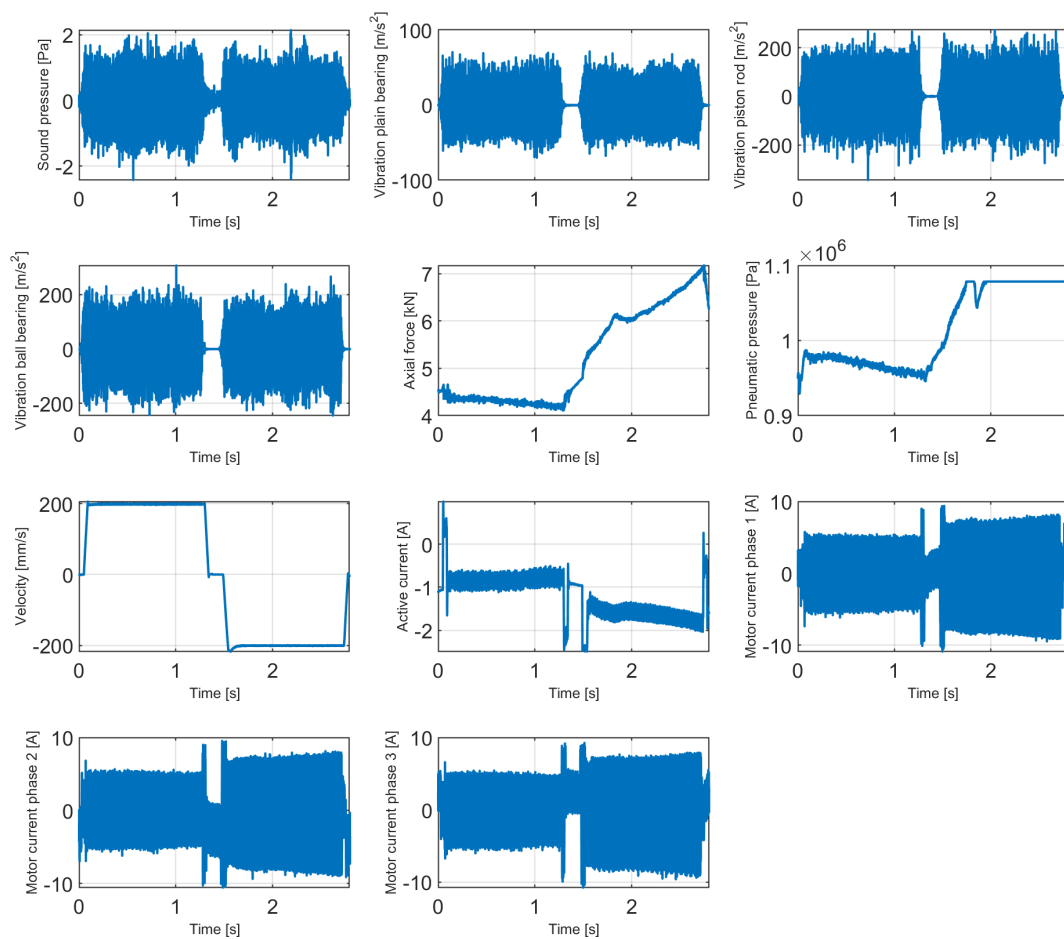 Sound pressure [Pa]
2
0
-2
0 1 2
Time [s]
Vibration plain bearing [m/s²]
100
0
-100
0 1 2
Time [s]
Vibration piston rod [m/s²]
200
0
-200
0 1 2
Time [s]
Vibration ball bearing [m/s²]
200
0
-200
0 1 2
Time [s]
Axial force [kN]
7
6
5
4
0 1 2
Time [s]
Pneumatic pressure [Pa]
×10⁶
1.1
1
0.9
0 1 2
Time [s]
Velocity [mm/s]
200
0
-200
0 1 2
Time [s]
Active current [A]
0
-1
-2
0 1 2
Time [s]
Motor current phase 1 [A]
10
0
-10
0 1 2
Time [s]
Motor current phase 2 [A]
10
0
-10
0 1 2
Time [s]
Motor current phase 3 [A]
10
0
-10
0 1 2
Time [s]